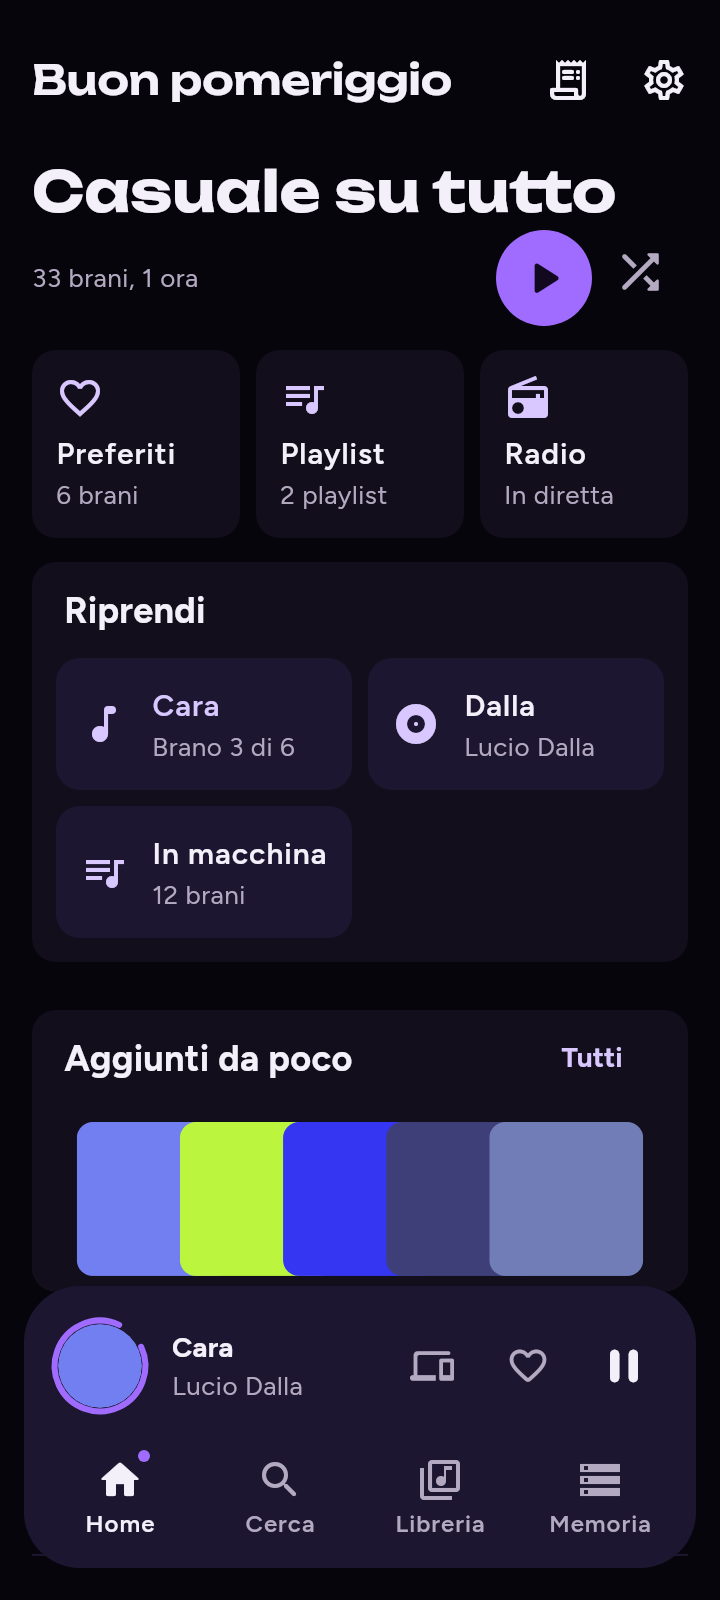 Buon pomeriggio
Casuale su tutto
33 brani, 1 ora
Preferiti
6 brani
Playlist
2 playlist
Radio
In diretta
Riprendi
Cara
Brano 3 di 6
Dalla
Lucio Dalla
In macchina
12 brani
Aggiunti da poco
Tutti
Cara
Lucio Dalla
Home
Cerca
Libreria
Memoria